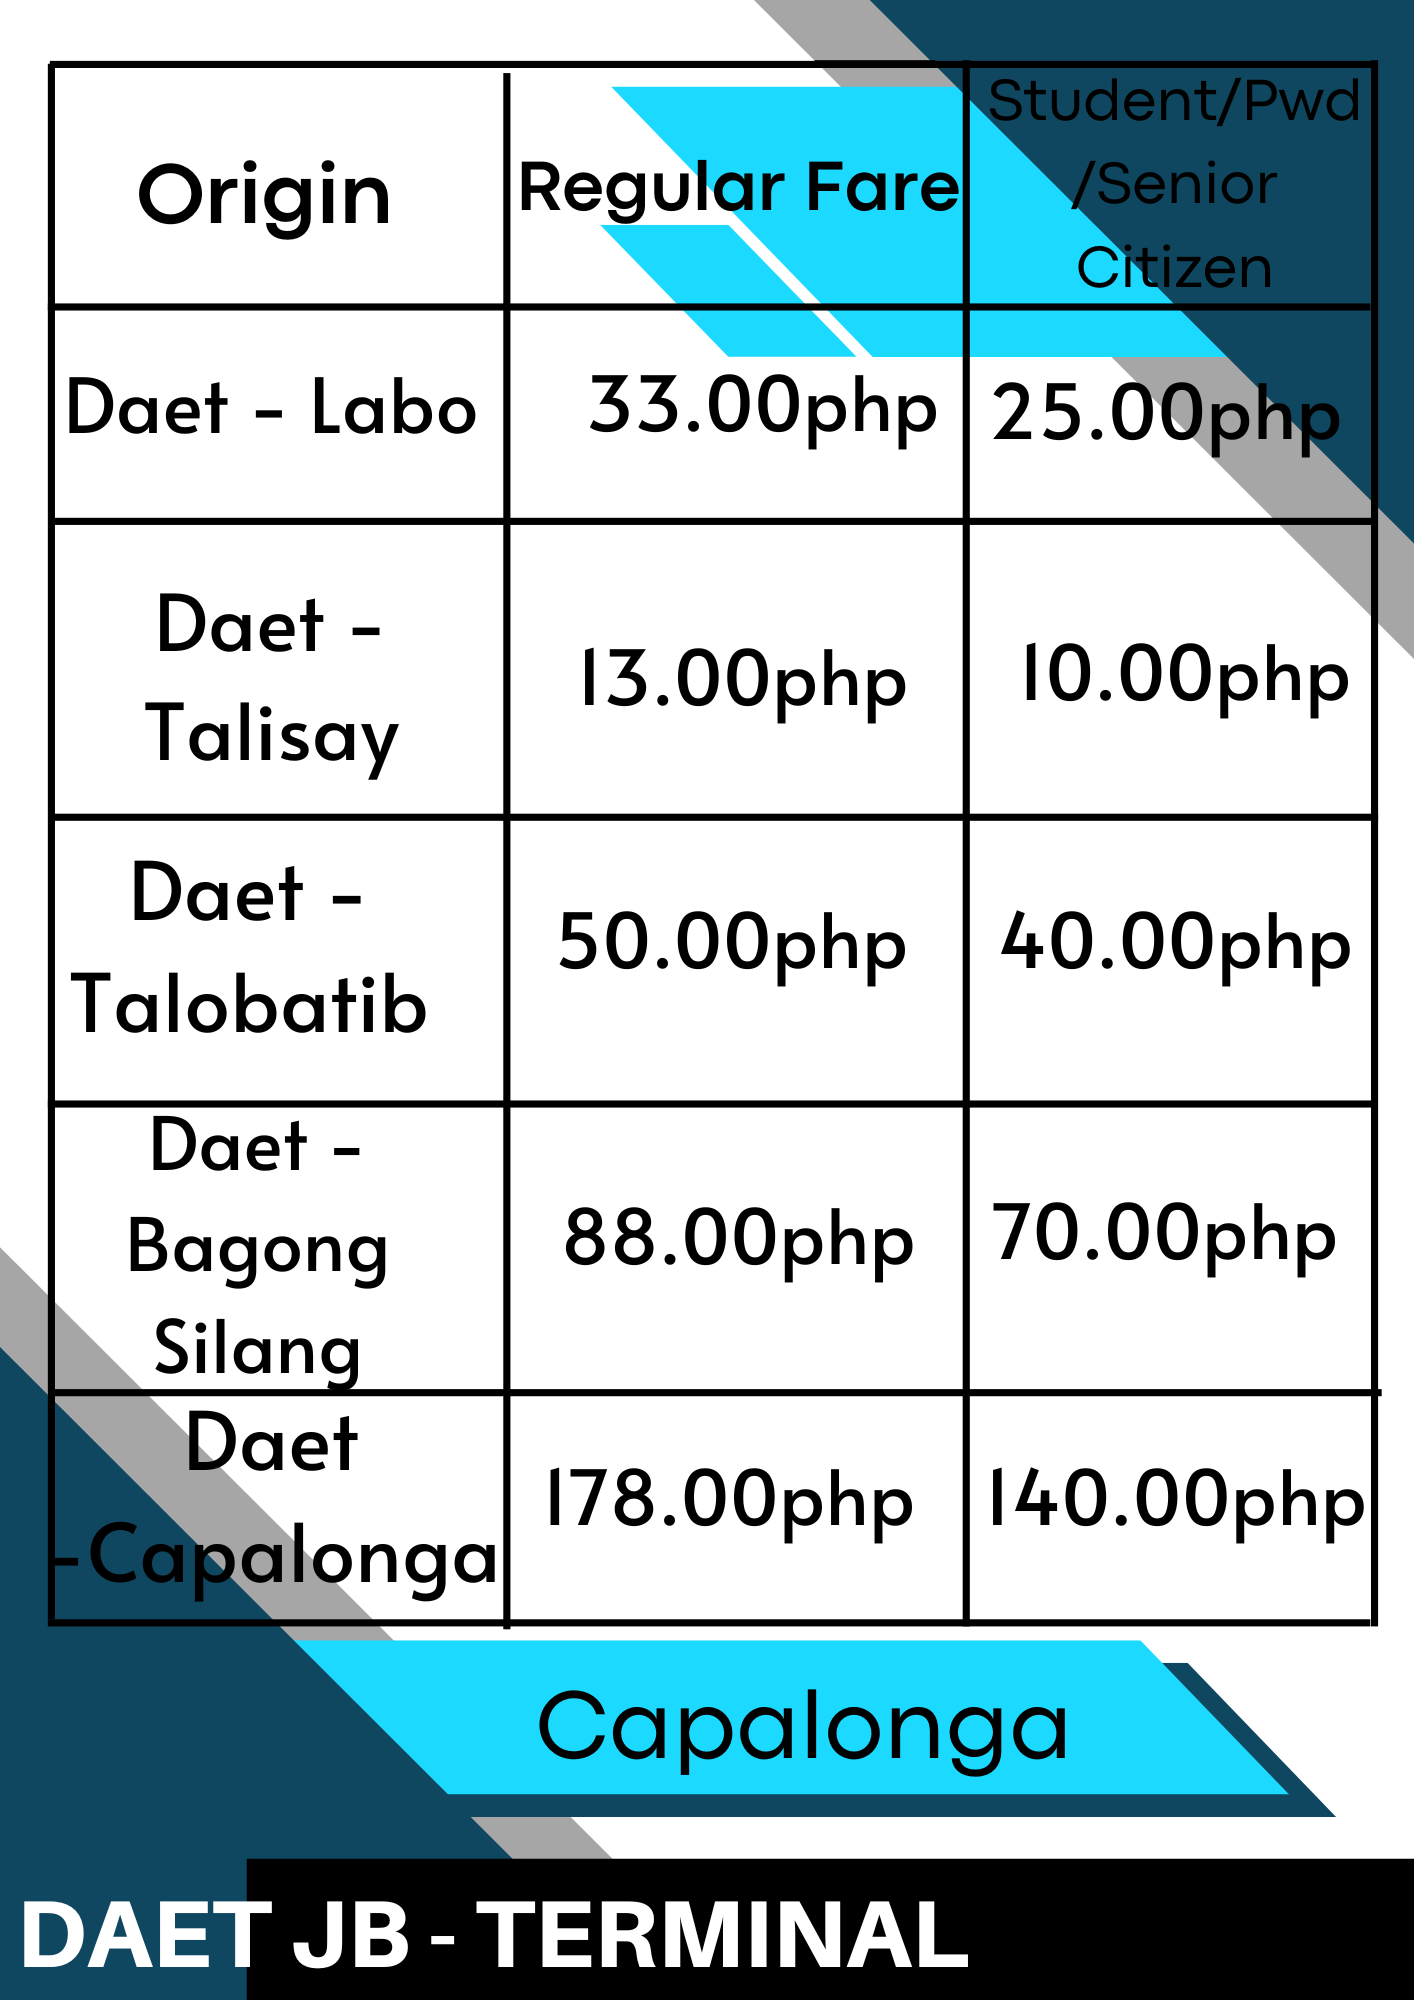 Origin
Regular Fare
Student/Pwd
/Senior
Citizen
Daet - Labo
33.00php
25.00php
Daet -
Talisay
13.00php
10.00php
Daet -
Talobatib
50.00php
40.00php
Daet -
Bagong
Silang
88.00php
70.00php
Daet
-Capalonga
178.00php
140.00php
Capalonga
DAET JB - TERMINAL